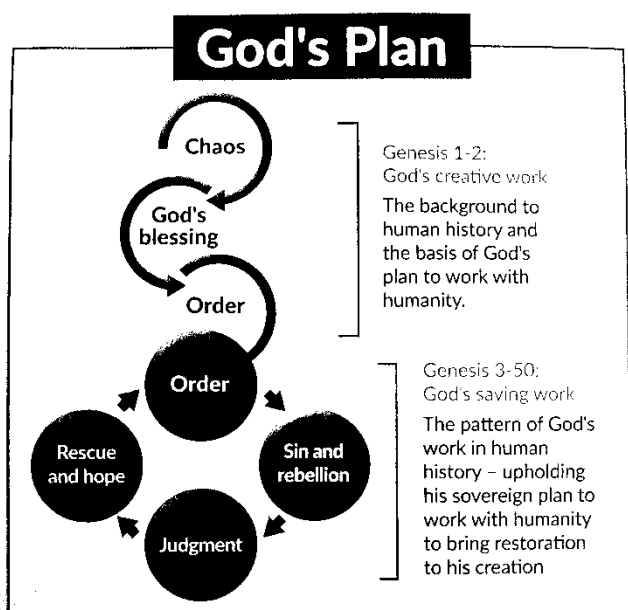 God's Plan
Chaos
God's
blessing
Order
Genesis 1-2:
God's creative work
The background to
human history and
the basis of God's
plan to work with
humanity.
Order
Sin and
rebellion
Judgment
Rescue
and hope
Genesis 3-50:
God's saving work
The pattern of God's
work in human
history – upholding
his sovereign plan to
work with humanity
to bring restoration
to his creation